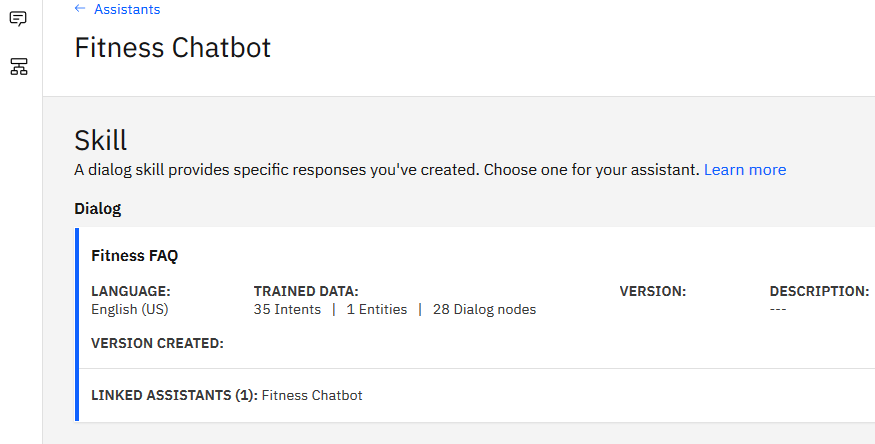 ← Assistants
Fitness Chatbot
Skill
A dialog skill provides specific responses you've created. Choose one for your assistant. Learn more
Dialog
Fitness FAQ
LANGUAGE: TRAINED DATA: VERSION: DESCRIPTION:
English (US) 35 Intents | 1 Entities | 28 Dialog nodes ---
VERSION CREATED:
LINKED ASSISTANTS (1): Fitness Chatbot